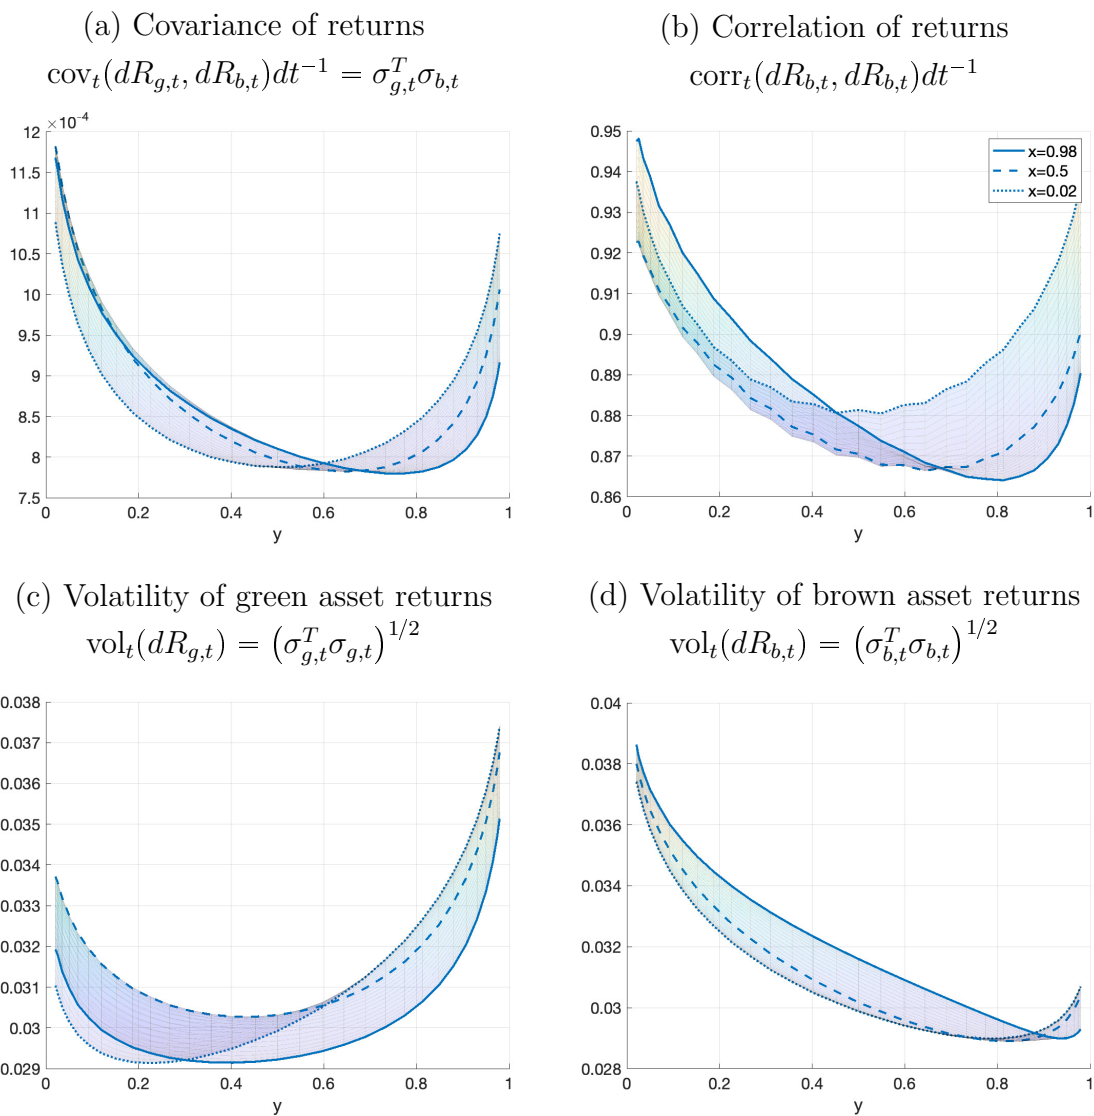 (a) Covariance of returns
cov_t(dR_{g,t}, dR_{b,t})dt^{-1} = σ_{g,t}^T σ_{b,t}
×10^{-4}
12
11.5
11
10.5
10
9.5
9
8.5
8
7.5
0 0.2 0.4 0.6 0.8 1
y
(b) Correlation of returns
corr_t(dR_{b,t}, dR_{b,t})dt^{-1}
0.95
0.94
0.93
0.92
0.91
0.9
0.89
0.88
0.87
0.86
x=0.98
x=0.5
x=0.02
0 0.2 0.4 0.6 0.8 1
y
(c) Volatility of green asset returns
vol_t(dR_{g,t}) = (σ_{g,t}^T σ_{g,t})^{1/2}
0.038
0.037
0.036
0.035
0.034
0.033
0.032
0.031
0.03
0.029
0 0.2 0.4 0.6 0.8 1
y
(d) Volatility of brown asset returns
vol_t(dR_{b,t}) = (σ_{b,t}^T σ_{b,t})^{1/2}
0.04
0.038
0.036
0.034
0.032
0.03
0.028
0 0.2 0.4 0.6 0.8 1
y